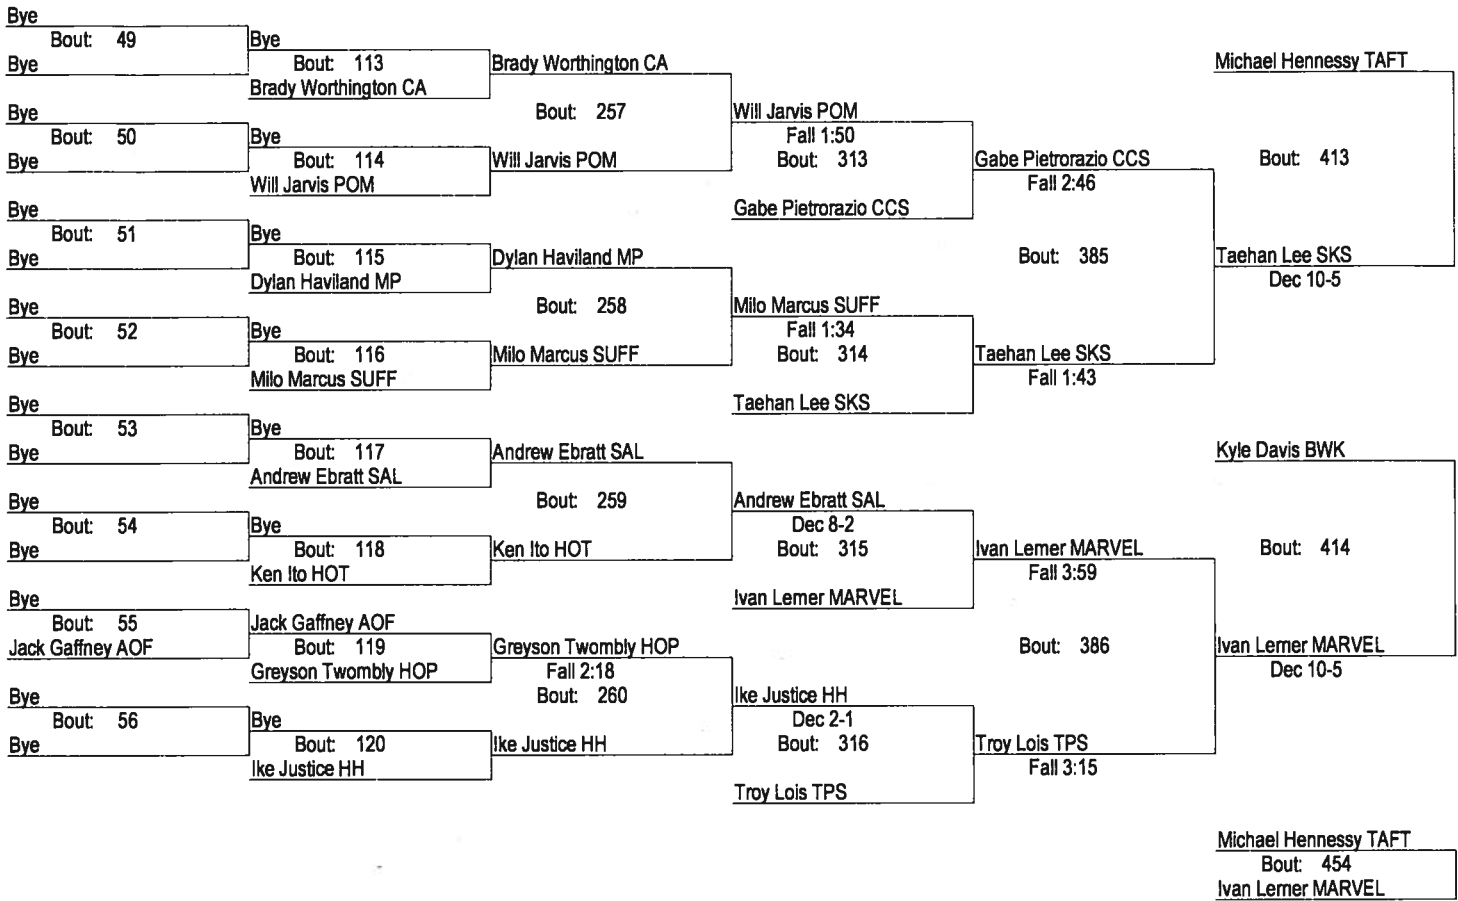 Bye
Bout: 49
Bye
Bye
Bout: 50
Bye
Bye
Bout: 51
Bye
Bye
Bout: 52
Bye
Bye
Bout: 53
Bye
Bye
Bout: 54
Bye
Bye
Bout: 55
Jack Gaffney AOF
Bye
Bout: 56
Bye
Bye
Bout: 113
Brady Worthington CA
Bye
Bout: 114
Will Jarvis POM
Bye
Bout: 115
Dylan Haviland MP
Bye
Bout: 116
Milo Marcus SUFF
Bye
Bout: 117
Andrew Ebratt SAL
Bye
Bout: 118
Ken Ito HOT
Jack Gaffney AOF
Bout: 119
Greyson Twombly HOP
Bye
Bout: 120
Ike Justice HH
Brady Worthington CA
Bout: 257
Will Jarvis POM
Dylan Haviland MP
Bout: 258
Milo Marcus SUFF
Andrew Ebratt SAL
Bout: 259
Ken Ito HOT
Greyson Twombly HOP
Fall 2:18
Bout: 260
Ike Justice HH
Will Jarvis POM
Fall 1:50
Bout: 313
Gabe Pietrorazio CCS
Milo Marcus SUFF
Fall 1:34
Bout: 314
Taehan Lee SKS
Andrew Ebratt SAL
Dec 8-2
Bout: 315
Ivan Lerner MARVEL
Ike Justice HH
Dec 2-1
Bout: 316
Troy Lois TPS
Gabe Pietrorazio CCS
Fall 2:46
Bout: 385
Taehan Lee SKS
Fall 1:43
Ivan Lerner MARVEL
Fall 3:59
Bout: 386
Troy Lois TPS
Fall 3:15
Michael Hennessy TAFT
Bout: 413
Taehan Lee SKS
Dec 10-5
Kyle Davis BWK
Bout: 414
Ivan Lerner MARVEL
Dec 10-5
Michael Hennessy TAFT
Bout: 454
Ivan Lerner MARVEL